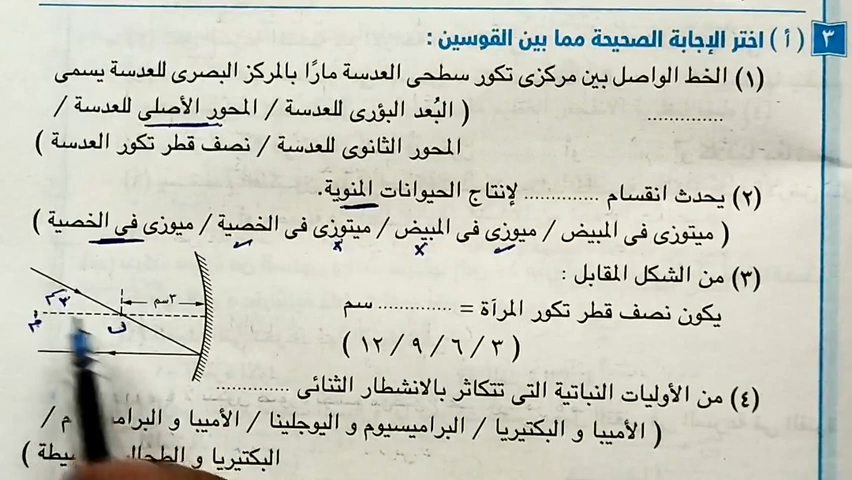 ٣ ( أ ) اختر الإجابة الصحيحة مما بين القوسين :
(١) الخط الواصل بين مركزى تكور سطحى العدسة مارًا بالمركز البصرى للعدسة يسمى
............. ( البُعد البؤرى للعدسة / المحور الأصلى للعدسة /
المحور الثانوى للعدسة / نصف قطر تكور العدسة )
(٢) يحدث انقسام ............. لإنتاج الحيوانات المنوية.
( ميتوزى فى المبيض / ميوزى فى المبيض / ميتوزى فى الخصية / ميوزى فى الخصية )
(٣) من الشكل المقابل :
يكون نصف قطر تكور المرآة = ............. سم
( ٣ / ٦ / ٩ / ١٢ )
٣سم
(٤) من الأوليات النباتية التى تتكاثر بالانشطار الثنائى .............
( الأميبا و البكتيريا / البراميسيوم و اليوجلينا / الأميبا و /
البكتيريا و )